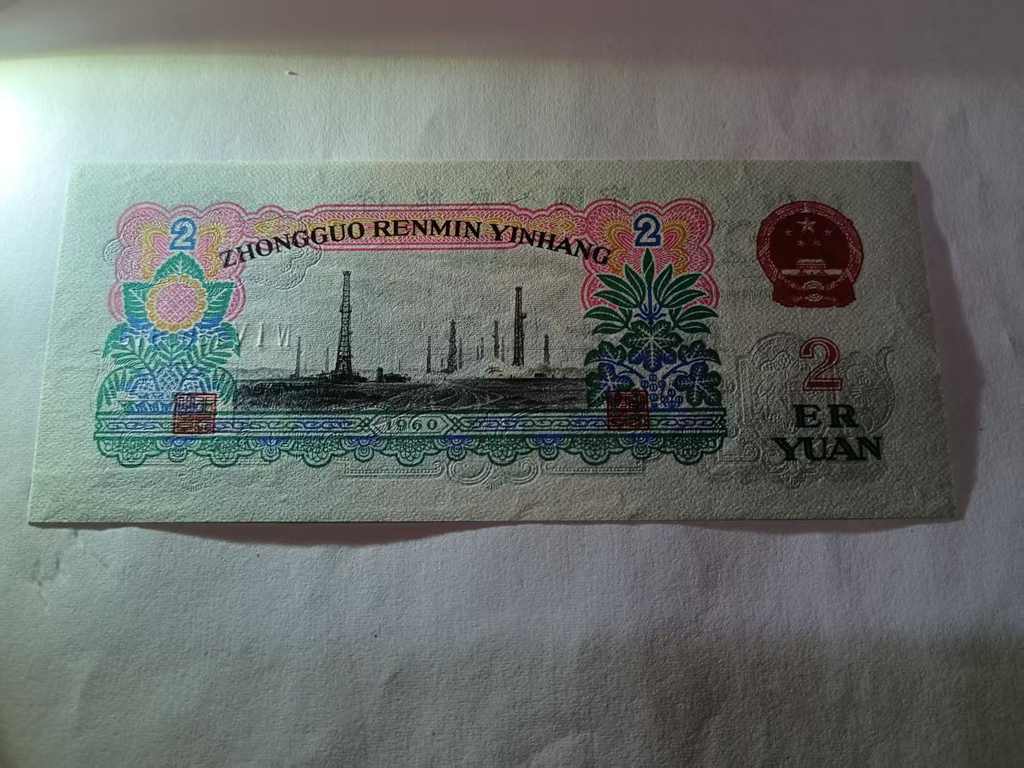 2 2
ZHONGGUO RENMIN YINHANG
1960
2
ER
YUAN